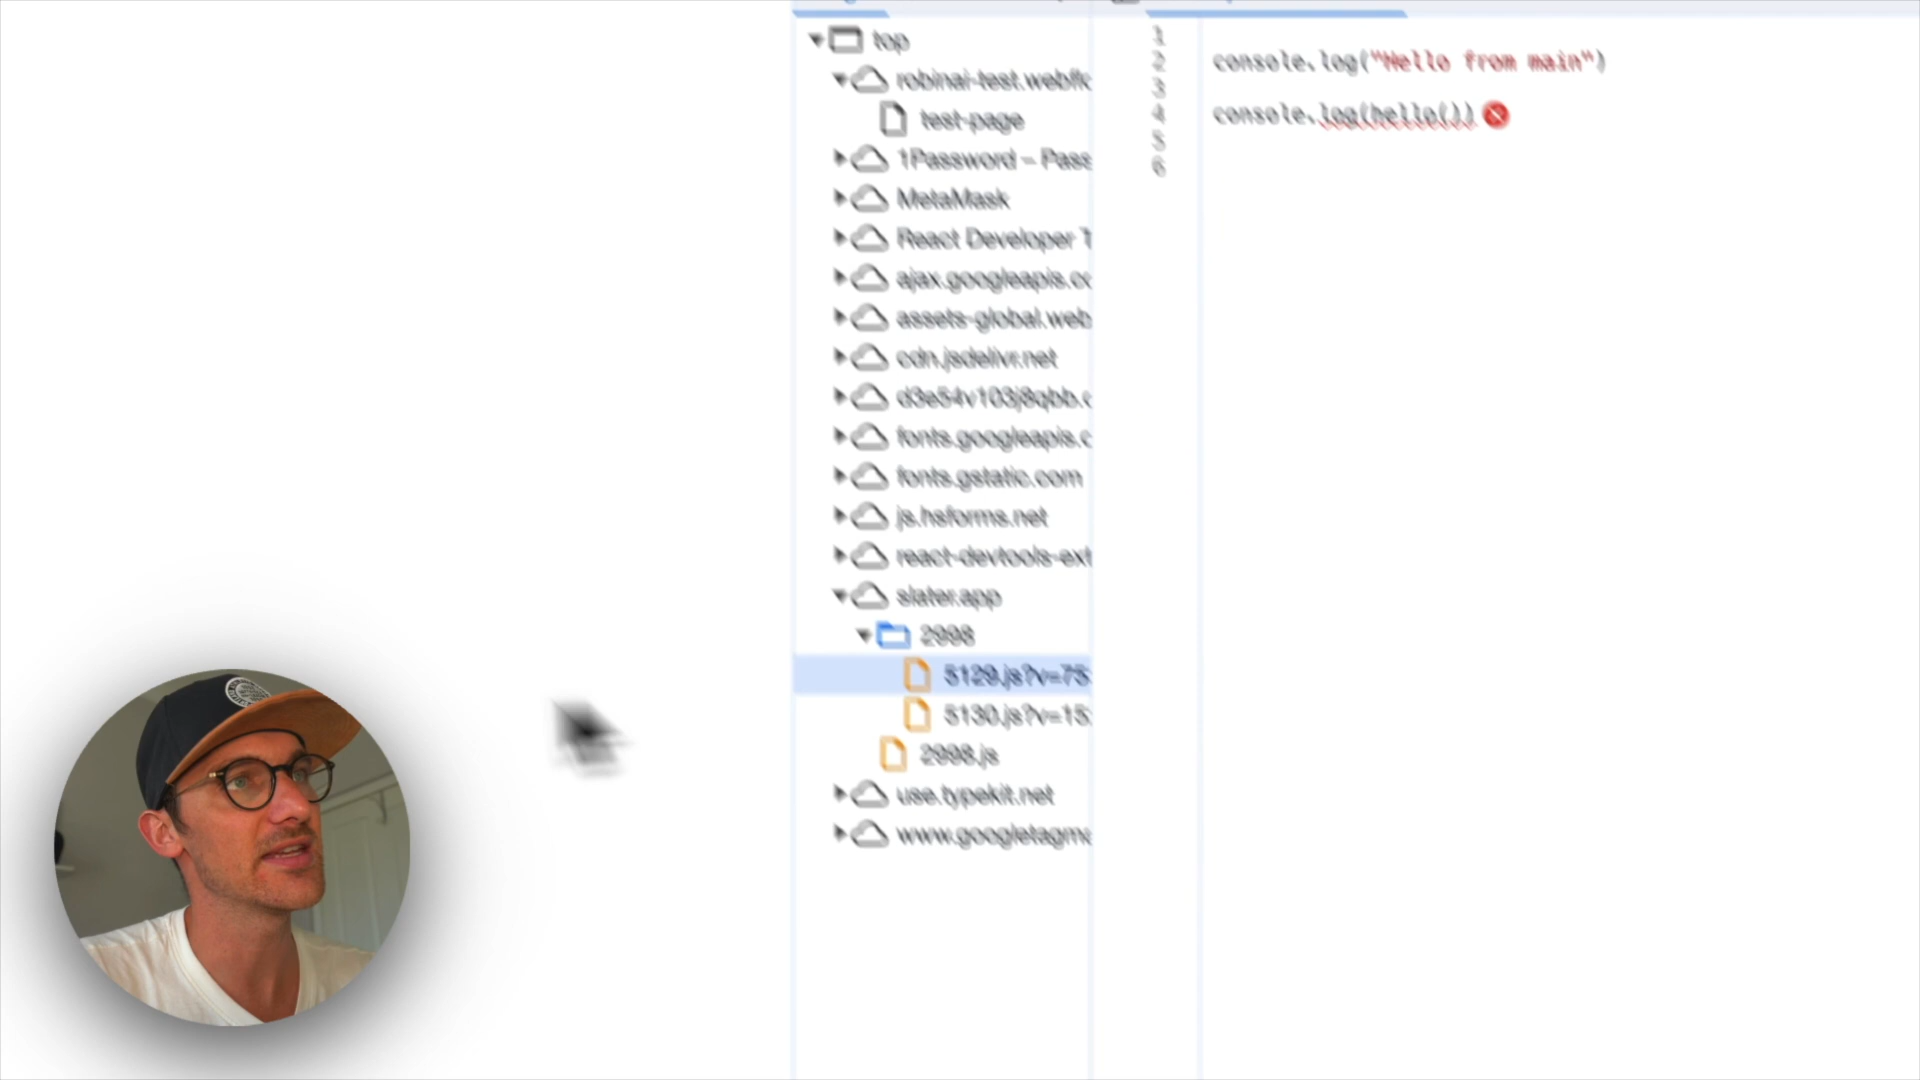 top
robinai-test.webflc
test-page
1Password – Pass
MetaMask
React Developer T
ajax.googleapis.cc
assets-global.web
cdn.jsdelivr.net
d3e54v103j8qbb.c
fonts.googleapis.c
fonts.gstatic.com
js.hsforms.net
react-devtools-ext
slater.app
2998
5129.js?v=75
5130.js?v=15
2998.js
use.typekit.net
www.googletagma
1
2 console.log("Hello from main")
3
4 console.log(hello())
5
6